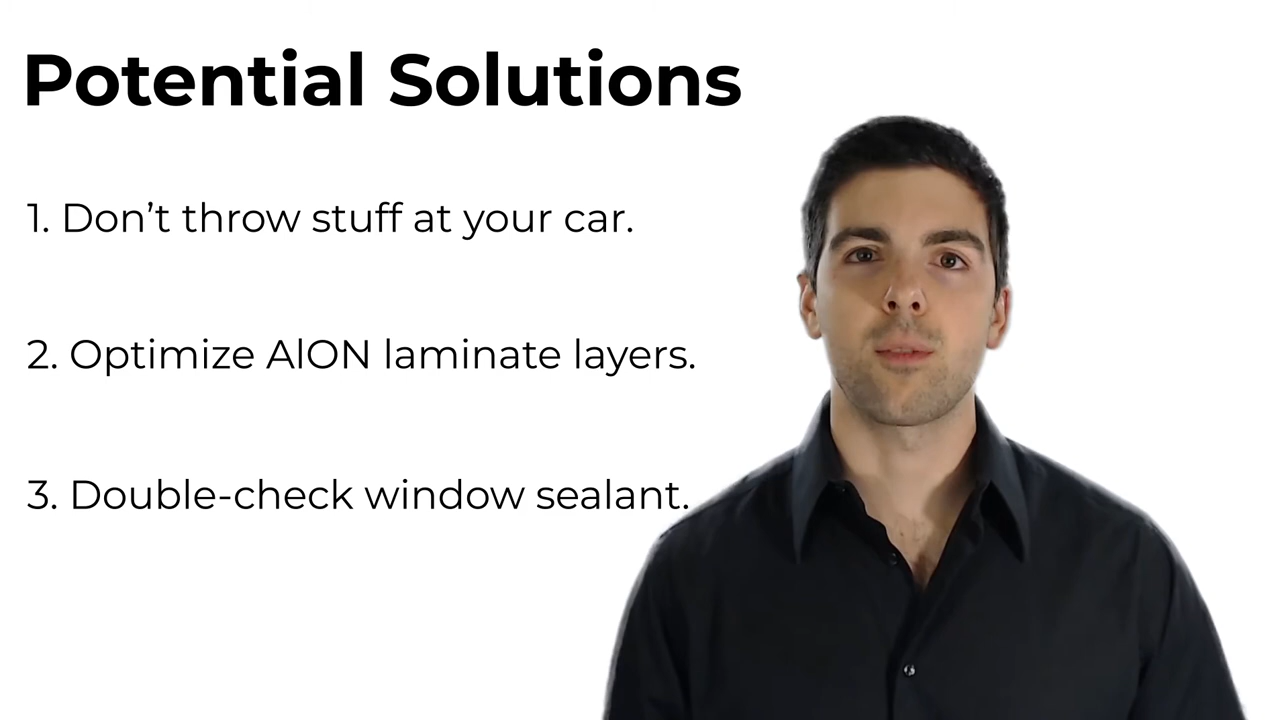 Potential Solutions
1. Don’t throw stuff at your car.
2. Optimize AlON laminate layers.
3. Double-check window sealant.